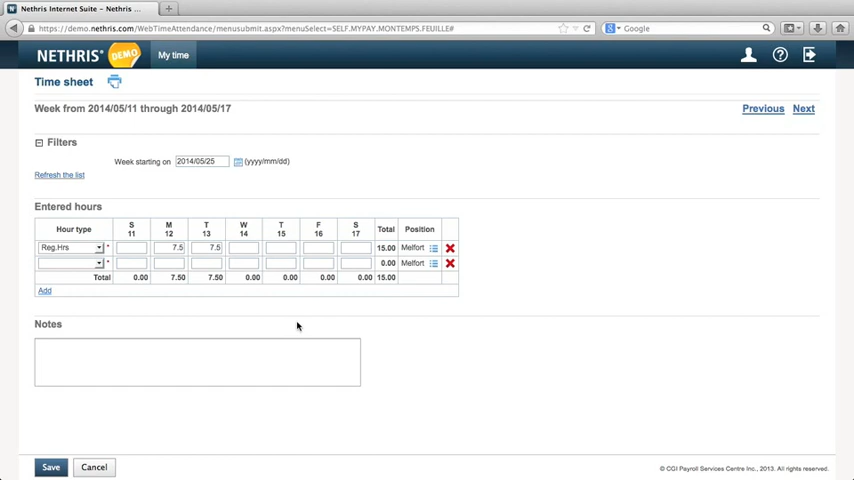 Nethris Internet Suite – Nethris ...
https://demo.nethris.com/WebTimeAttendance/menusubmit.aspx?menuSelect=SELF.MYPAY.MONTEMPS.FEUILLE#
Google
NETHRIS DEMO My time
Time sheet
Week from 2014/05/11 through 2014/05/17 Previous Next
Filters
Week starting on 2014/05/25 (yyyy/mm/dd)
Refresh the list
Entered hours
Hour type S 11 M 12 T 13 W 14 T 15 F 16 S 17 Total Position
Reg.Hrs * 7.5 7.5 15.00 Melfort
* 0.00 Melfort
Total 0.00 7.50 7.50 0.00 0.00 0.00 0.00 15.00
Add
Notes
Save Cancel
© CGI Payroll Services Centre Inc., 2013. All rights reserved.